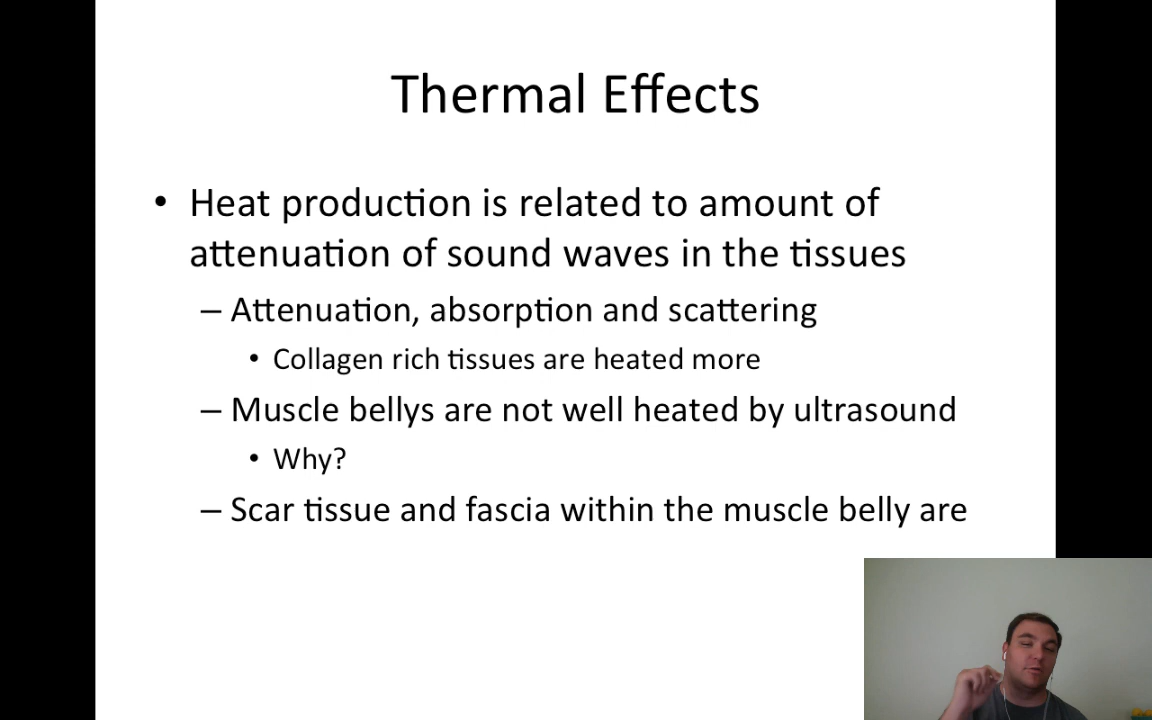 Thermal Effects
• Heat production is related to amount of
attenuation of sound waves in the tissues
– Attenuation, absorption and scattering
• Collagen rich tissues are heated more
– Muscle bellys are not well heated by ultrasound
• Why?
– Scar tissue and fascia within the muscle belly are